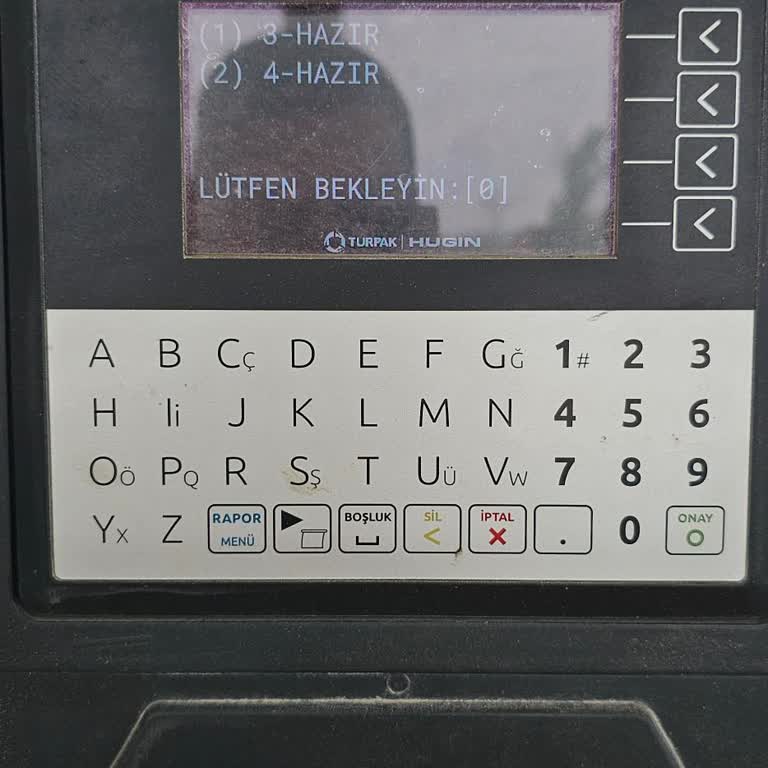 (1) 3-HAZIR
(2) 4-HAZIR
LÜTFEN BEKLEYİN:[0]
TURPAK | HUGIN
A B Cç D E F Gğ 1# 2 3
H Ii J K L M N 4 5 6
Oö PQ R Sş T Uü Vw 7 8 9
Yx Z RAPOR MENÜ BOŞLUK SİL < İPTAL X . 0 ONAY O